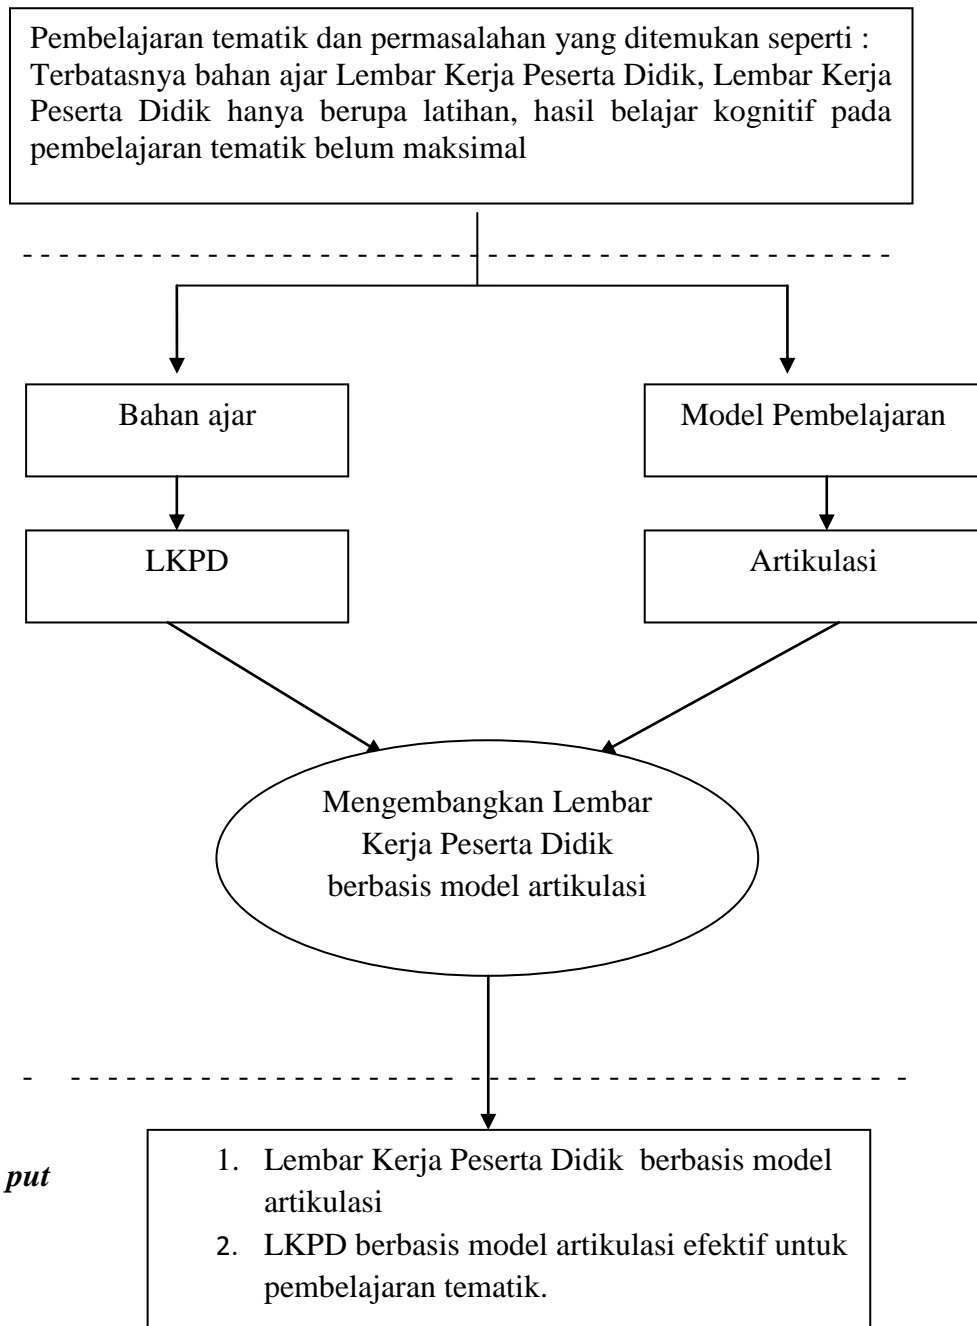 Pembelajaran tematik dan permasalahan yang ditemukan seperti :
Terbatasnya bahan ajar Lembar Kerja Peserta Didik, Lembar Kerja
Peserta Didik hanya berupa latihan, hasil belajar kognitif pada
pembelajaran tematik belum maksimal
Bahan ajar
Model Pembelajaran
LKPD
Artikulasi
Mengembangkan Lembar
Kerja Peserta Didik
berbasis model artikulasi
put
1. Lembar Kerja Peserta Didik berbasis model
artikulasi
2. LKPD berbasis model artikulasi efektif untuk
pembelajaran tematik.